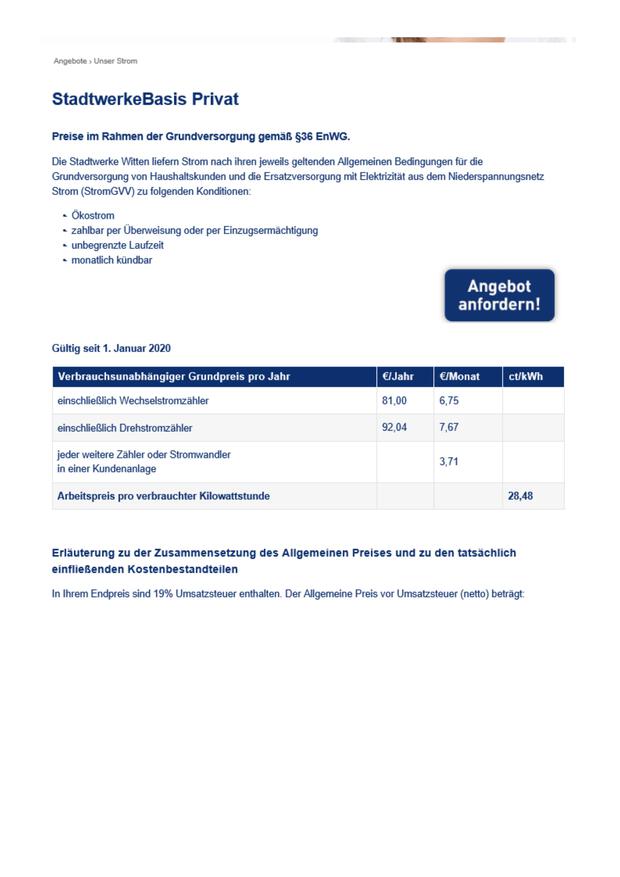 Angebote › Unser Strom
StadtwerkeBasis Privat
Preise im Rahmen der Grundversorgung gemäß §36 EnWG.
Die Stadtwerke Witten liefern Strom nach ihren jeweils geltenden Allgemeinen Bedingungen für die
Grundversorgung von Haushaltskunden und die Ersatzversorgung mit Elektrizität aus dem Niederspannungsnetz
Strom (StromGVV) zu folgenden Konditionen:
Ökostrom
zahlbar per Überweisung oder per Einzugsermächtigung
unbegrenzte Laufzeit
monatlich kündbar
Angebot
anfordern!
Gültig seit 1. Januar 2020
Verbrauchsunabhängiger Grundpreis pro Jahr €/Jahr €/Monat ct/kWh
einschließlich Wechselstromzähler 81,00 6,75
einschließlich Drehstromzähler 92,04 7,67
jeder weitere Zähler oder Stromwandler
in einer Kundenanlage 3,71
Arbeitspreis pro verbrauchter Kilowattstunde 28,48
Erläuterung zu der Zusammensetzung des Allgemeinen Preises und zu den tatsächlich
einfließenden Kostenbestandteilen
In Ihrem Endpreis sind 19% Umsatzsteuer enthalten. Der Allgemeine Preis vor Umsatzsteuer (netto) beträgt: